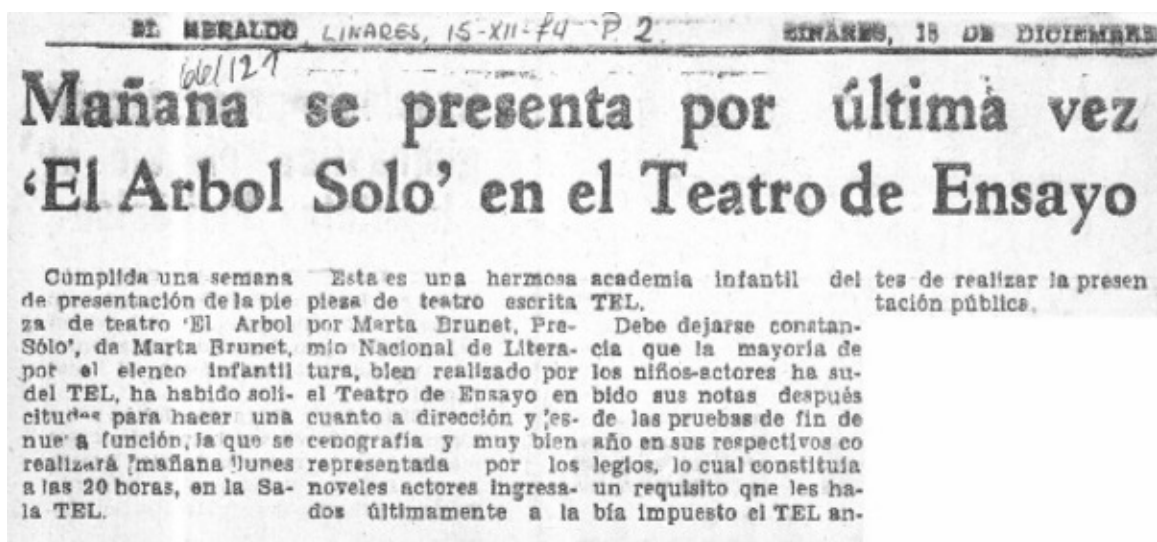 EL HERALDO LINARES, 15-XII-74 P. 2 LINARES, 15 DE DICIEMBRE
Mañana se presenta por última vez
‘El Arbol Solo’ en el Teatro de Ensayo
Cumplida una semana
de presentación de la pie
za de teatro ‘El Arbol
Sólo’, de Marta Brunet,
por el elenco infantil
del TEL, ha habido soli-
citudes para hacer una
nueva función, la que se
realizará mañana lunes
a las 20 horas, en la Sa-
la TEL.
Esta es una hermosa
piesa de teatro escrita
por Marta Brunet, Pre-
mio Nacional de Litera-
tura, bien realizado por
el Teatro de Ensayo en
cuanto a dirección y es-
cenografía y muy bien
representada por los
noveles actores ingresa-
dos últimamente a la
academia infantil del
TEL.
Debe dejarse constan-
cia que la mayoría de
los niños-actores ha su-
bido sus notas después
de las pruebas de fin de
año en sus respectivos co
legios, lo cual constituía
un requisito qne les ha-
bía impuesto el TEL an-
tes de realizar la presen
tación pública.